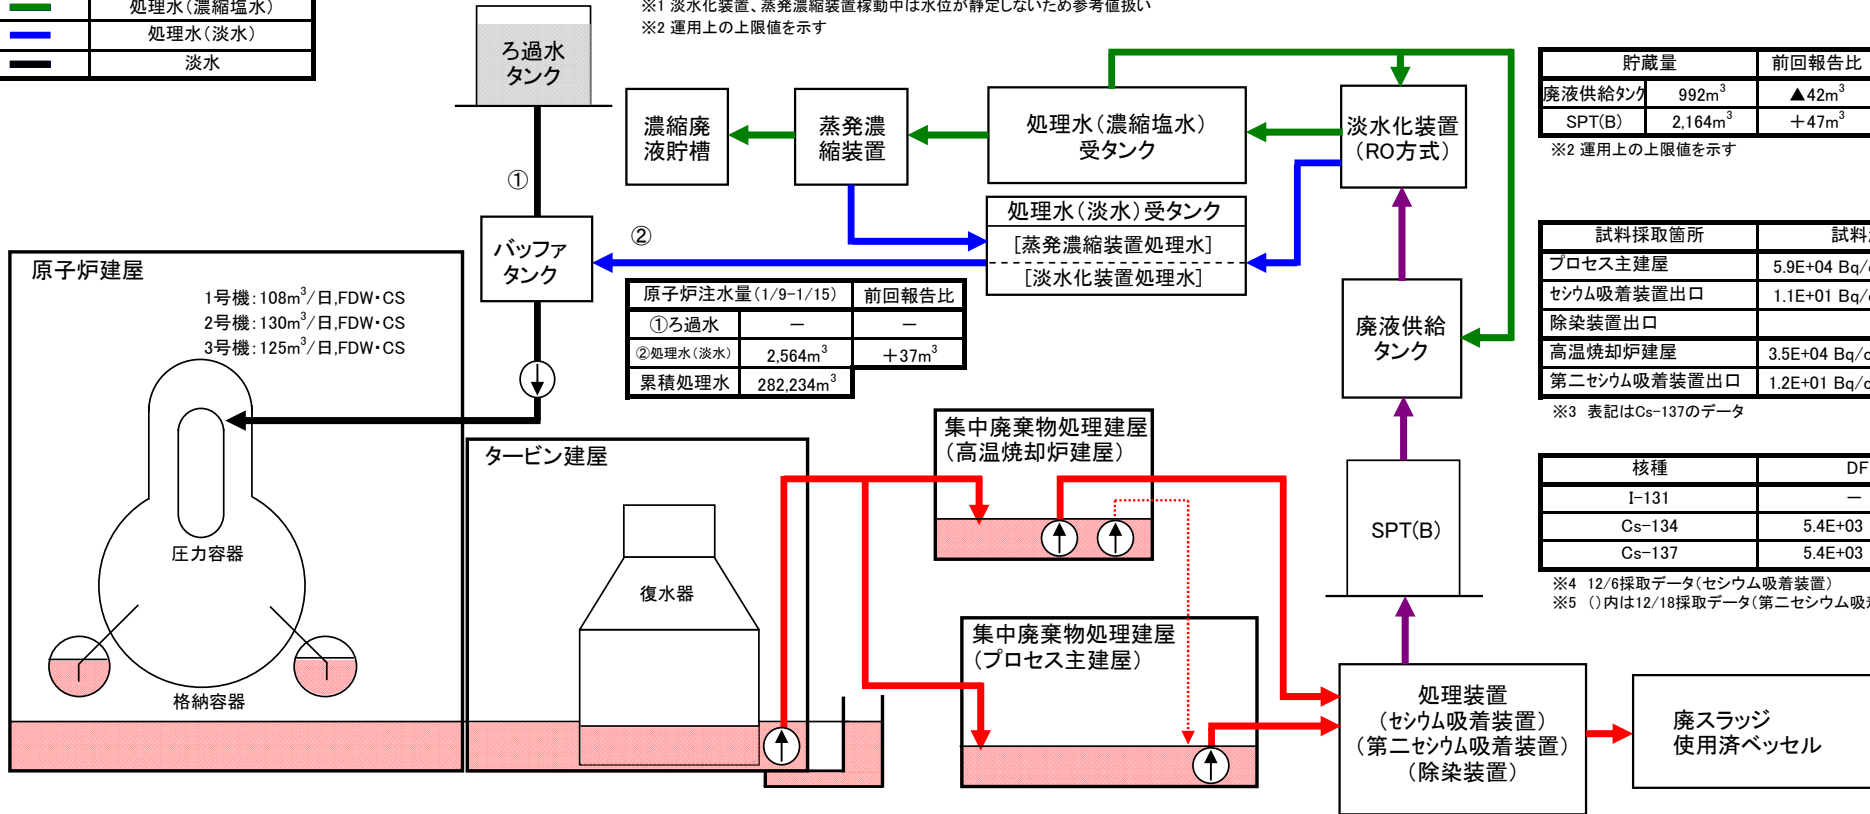 処理水(濃縮塩水)
処理水(淡水)
淡水
※1 淡水化装置、蒸発濃縮装置稼動中は水位が静定しないため参考値扱い
※2 運用上の上限値を示す
ろ過水
タンク
①
バッファ
タンク
②
濃縮廃
液貯槽
蒸発濃
縮装置
処理水(濃縮塩水)
受タンク
淡水化装置
(RO方式)
処理水(淡水)受タンク
[蒸発濃縮装置処理水]
[淡水化装置処理水]
貯蔵量 前回報告比
廃液供給タンク 992m³ ▲42m³
SPT(B) 2,164m³ +47m³
※2 運用上の上限値を示す
原子炉建屋
1号機:108m³/日,FDW・CS
2号機:130m³/日,FDW・CS
3号機:125m³/日,FDW・CS
圧力容器
格納容器
原子炉注水量(1/9-1/15) 前回報告比
①ろ過水 － －
②処理水(淡水) 2,564m³ +37m³
累積処理水 282,234m³
廃液供給
タンク
試料採取箇所 試料
プロセス主建屋 5.9E+04 Bq/
セシウム吸着装置出口 1.1E+01 Bq/
除染装置出口
高温焼却炉建屋 3.5E+04 Bq/
第二セシウム吸着装置出口 1.2E+01 Bq/
※3 表記はCs-137のデータ
タービン建屋
復水器
集中廃棄物処理建屋
(高温焼却炉建屋)
集中廃棄物処理建屋
(プロセス主建屋)
SPT(B)
核種 DF
I-131 －
Cs-134 5.4E+03
Cs-137 5.4E+03
※4 12/6採取データ(セシウム吸着装置)
※5 ()内は12/18採取データ(第二セシウム吸
処理装置
(セシウム吸着装置)
(第二セシウム吸着装置)
(除染装置)
廃スラッジ
使用済ベッセル